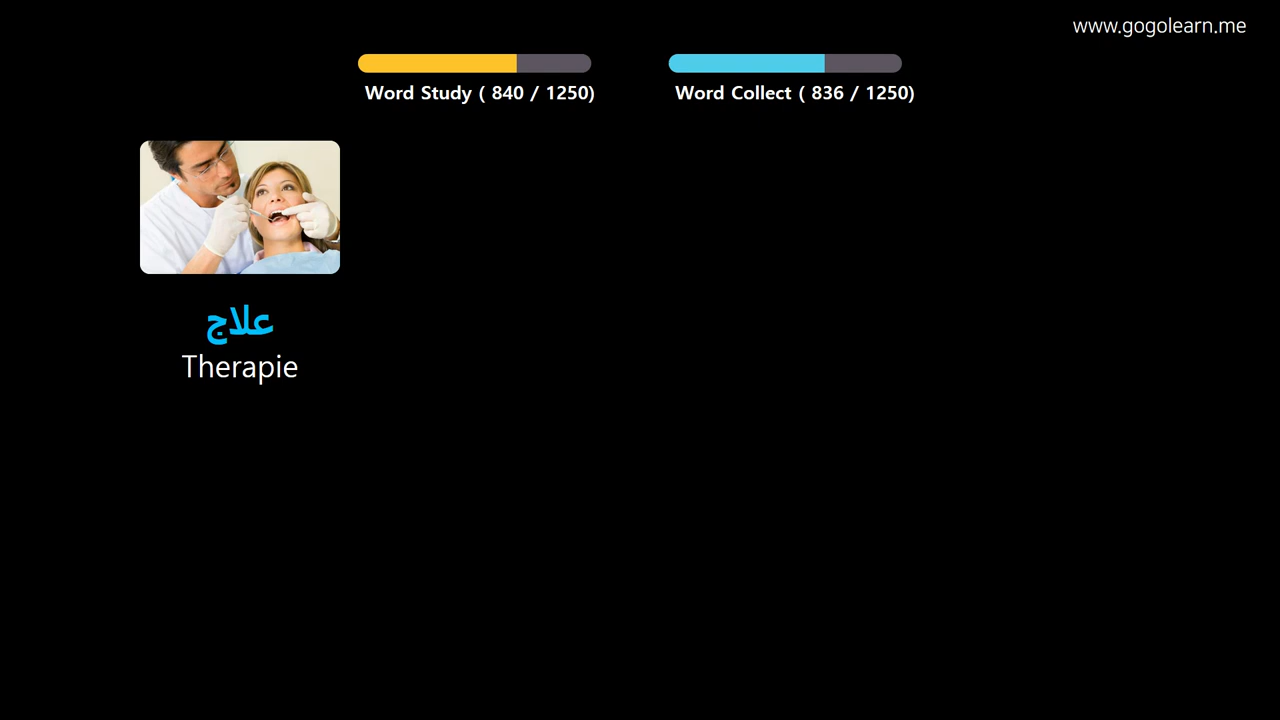 www.gogolearn.me
Word Study ( 840 / 1250)
Word Collect ( 836 / 1250)
علاج
Therapie